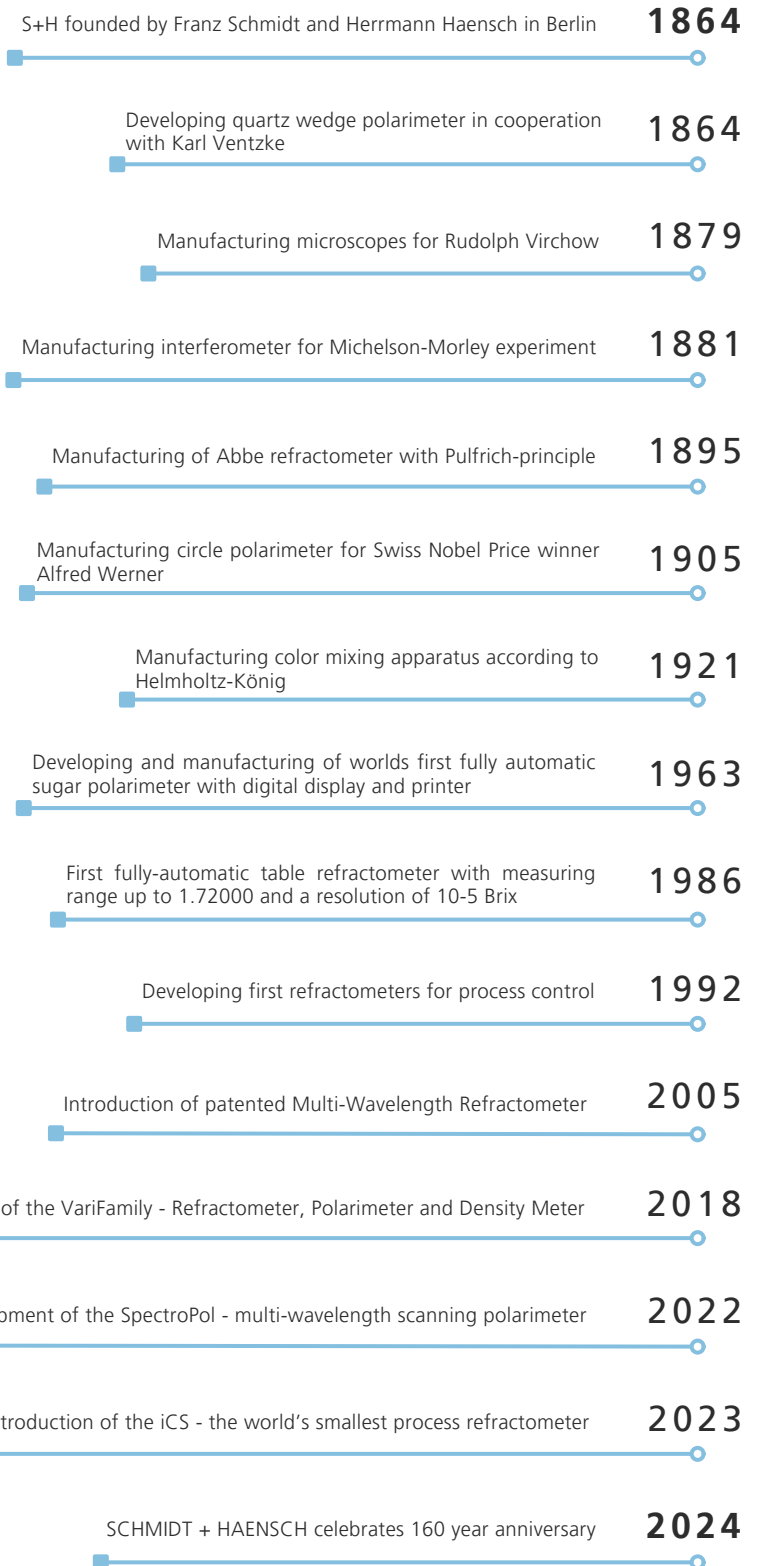 S+H founded by Franz Schmidt and Herrmann Haensch in Berlin
1864
Developing quartz wedge polarimeter in cooperation
with Karl Ventzke
1864
Manufacturing microscopes for Rudolph Virchow
1879
Manufacturing interferometer for Michelson-Morley experiment
1881
Manufacturing of Abbe refractometer with Pulfrich-principle
1895
Manufacturing circle polarimeter for Swiss Nobel Price winner
Alfred Werner
1905
Manufacturing color mixing apparatus according to
Helmholtz-König
1921
Developing and manufacturing of worlds first fully automatic
sugar polarimeter with digital display and printer
1963
First fully-automatic table refractometer with measuring
range up to 1.72000 and a resolution of 10-5 Brix
1986
Developing first refractometers for process control
1992
Introduction of patented Multi-Wavelength Refractometer
2005
of the VariFamily - Refractometer, Polarimeter and Density Meter
2018
of the SpectroPol - multi-wavelength scanning polarimeter
2022
of the iCS - the world's smallest process refractometer
2023
SCHMIDT + HAENSCH celebrates 160 year anniversary
2024